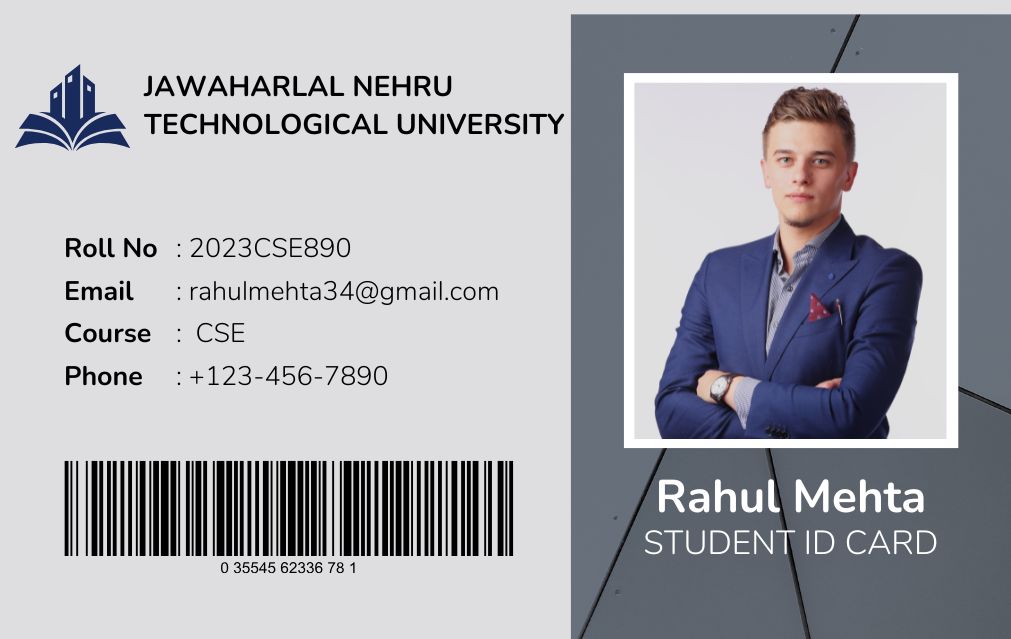 JAWAHARLAL NEHRU
TECHNOLOGICAL UNIVERSITY
Roll No : 2023CSE890
Email : rahulmehta34@gmail.com
Course : CSE
Phone : +123-456-7890
0 35545 62336 78 1
Rahul Mehta
STUDENT ID CARD